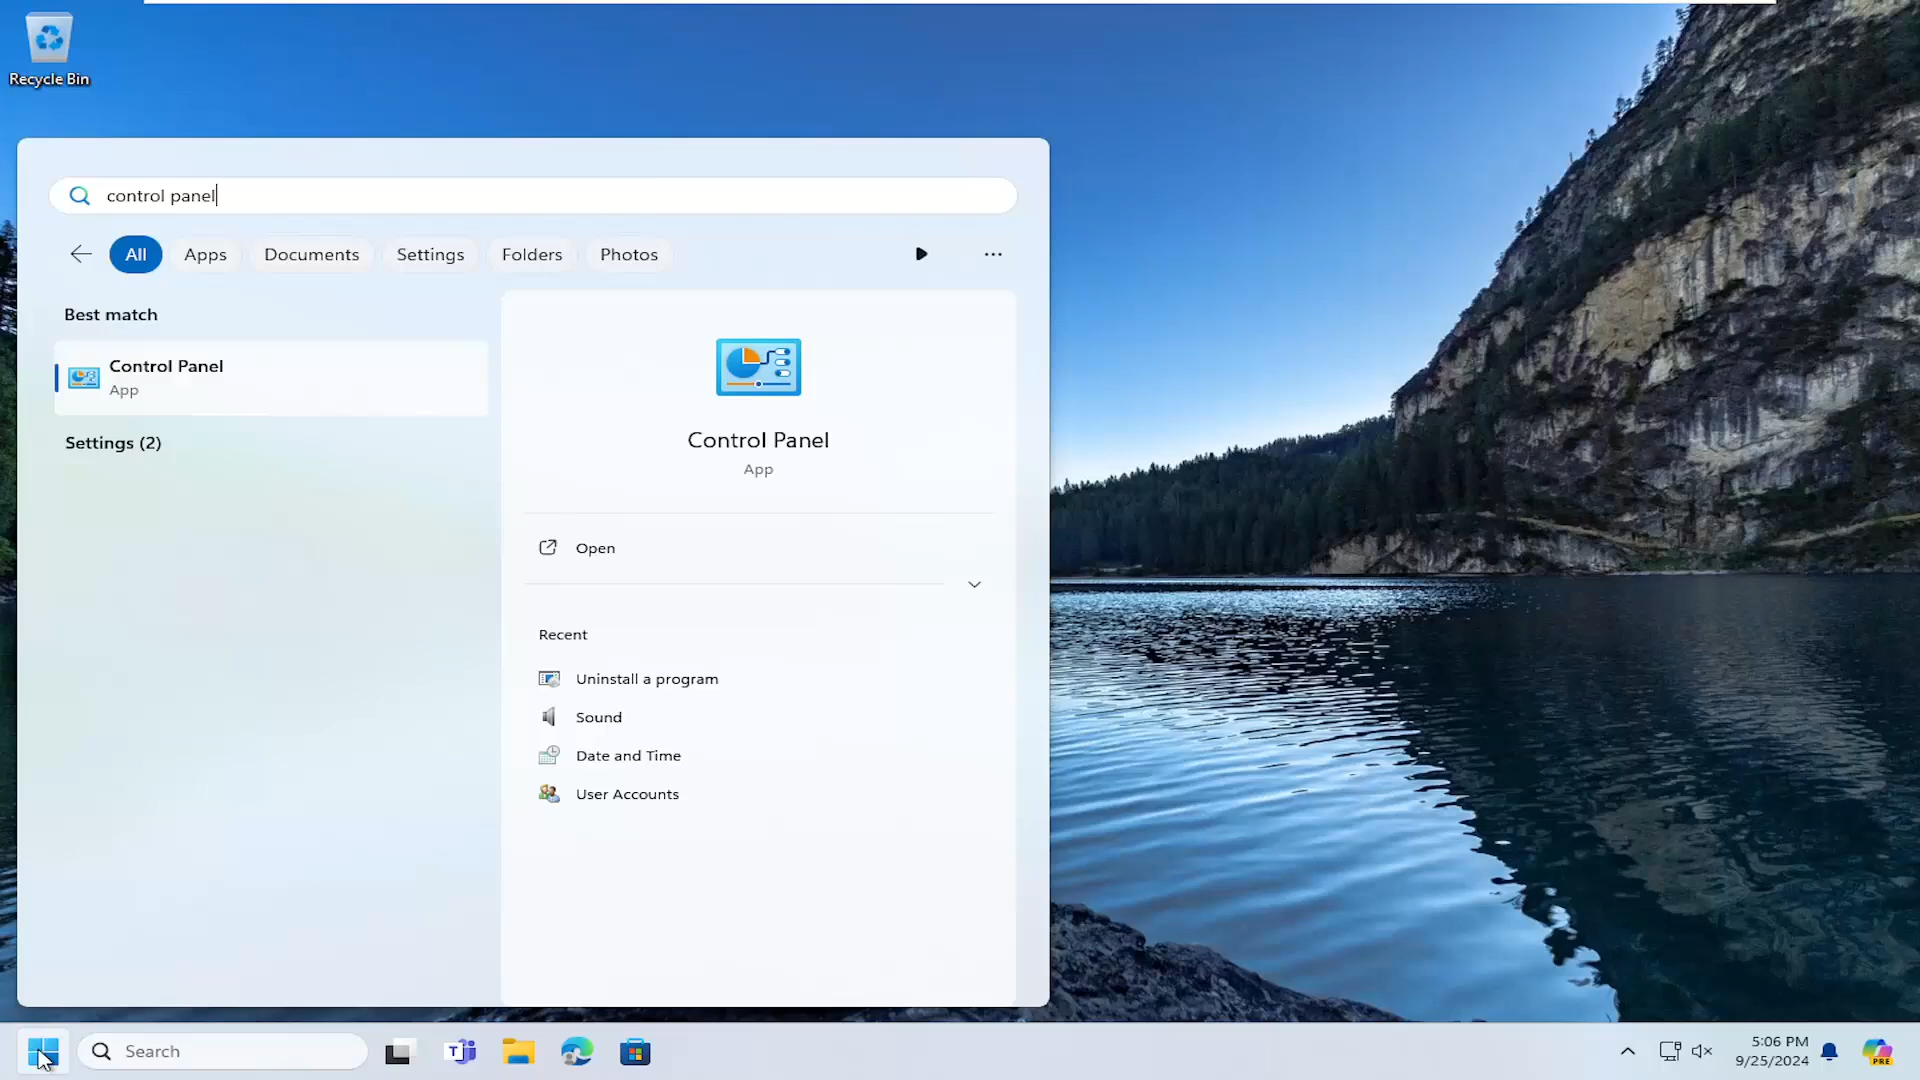 Recycle Bin
control panel
All
Apps
Documents
Settings
Folders
Photos
Best match
Control Panel
App
Settings (2)
Control Panel
App
Open
Recent
Uninstall a program
Sound
Date and Time
User Accounts
Search
5:06 PM
9/25/2024
PRE